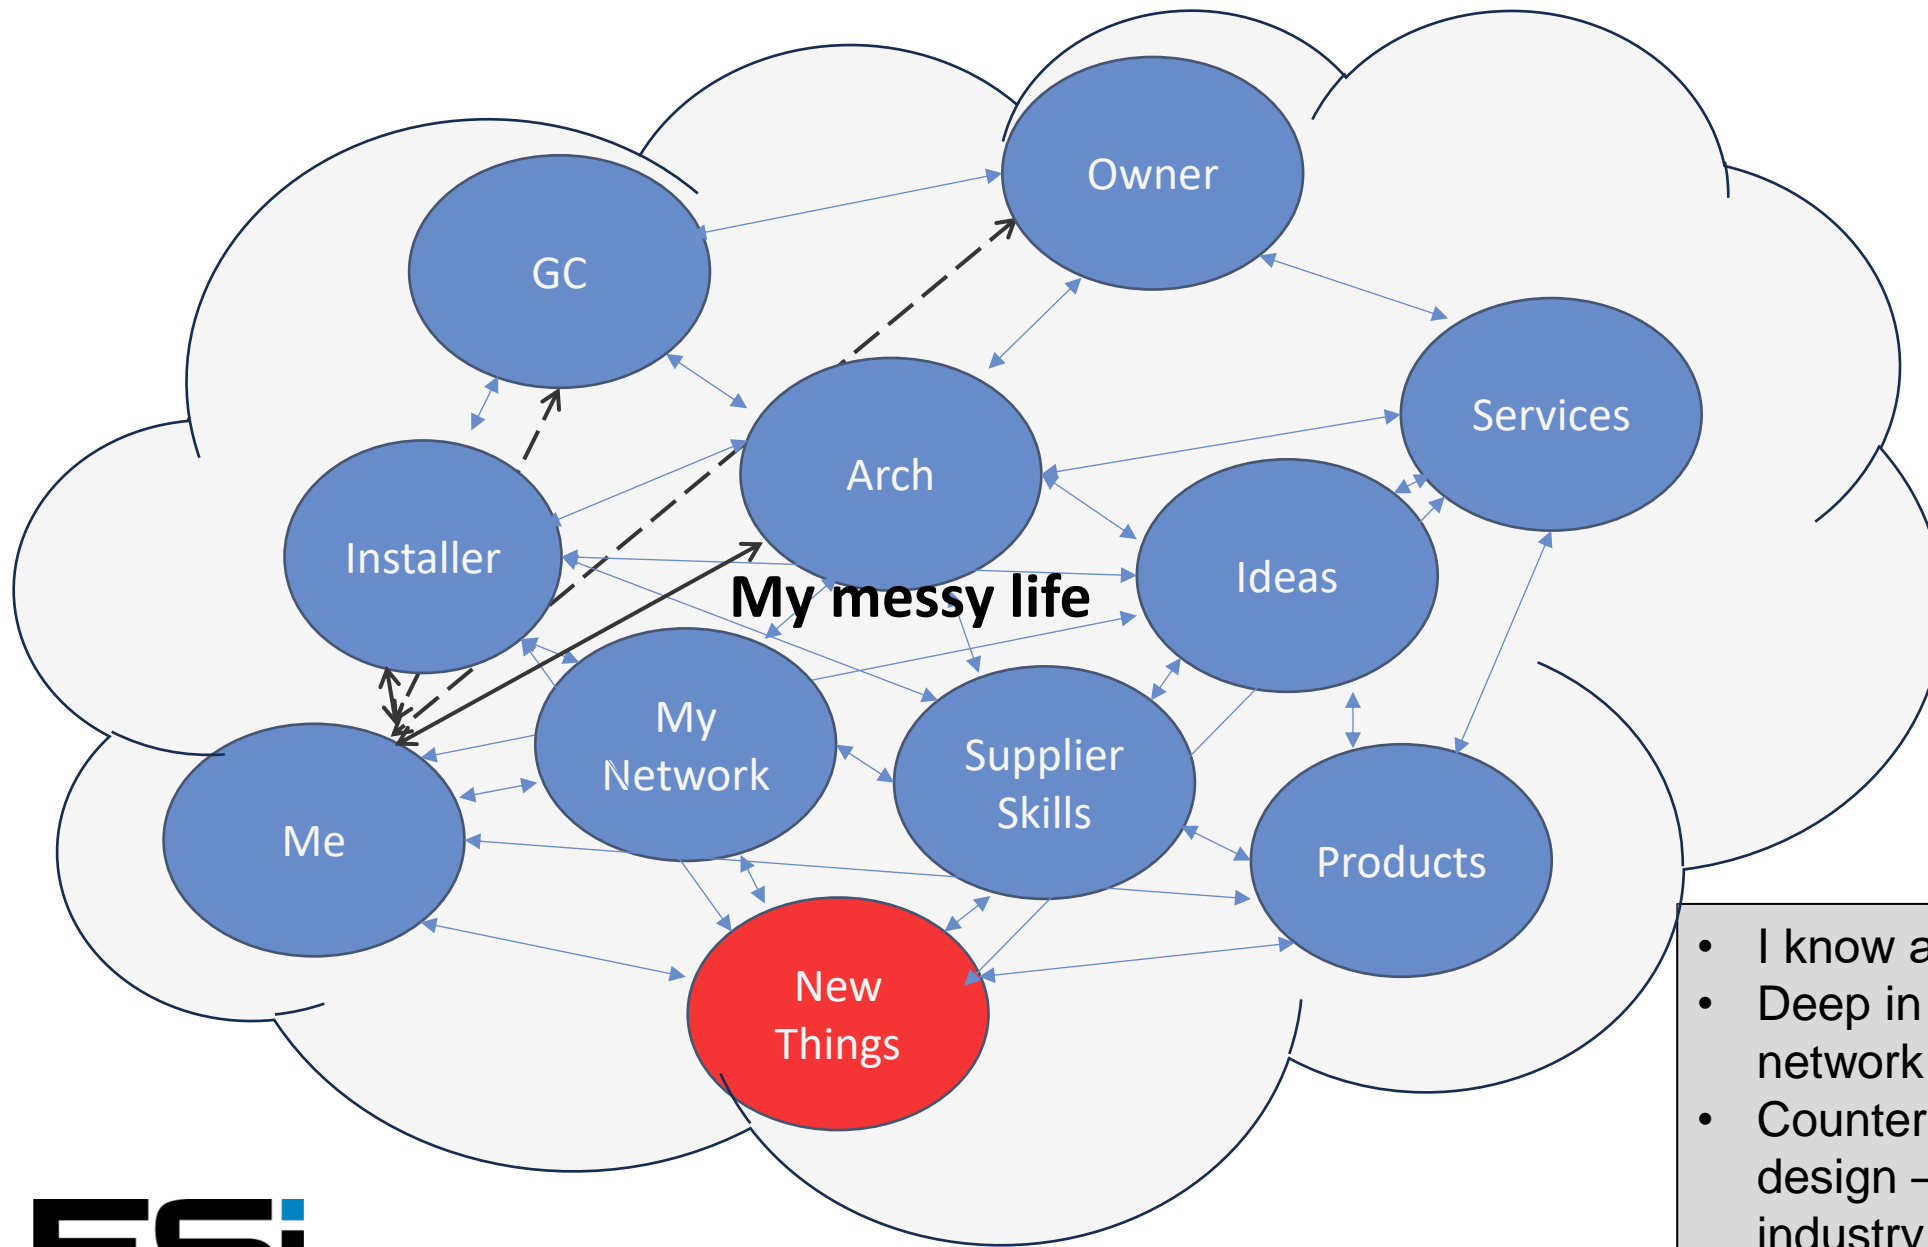 Owner
GC
Services
Arch
Installer
Ideas
My messy life
My
Network
Supplier
Skills
Me
Products
New
Things
• I know
• Deep in
network
• Counter
design –
industry
ESi